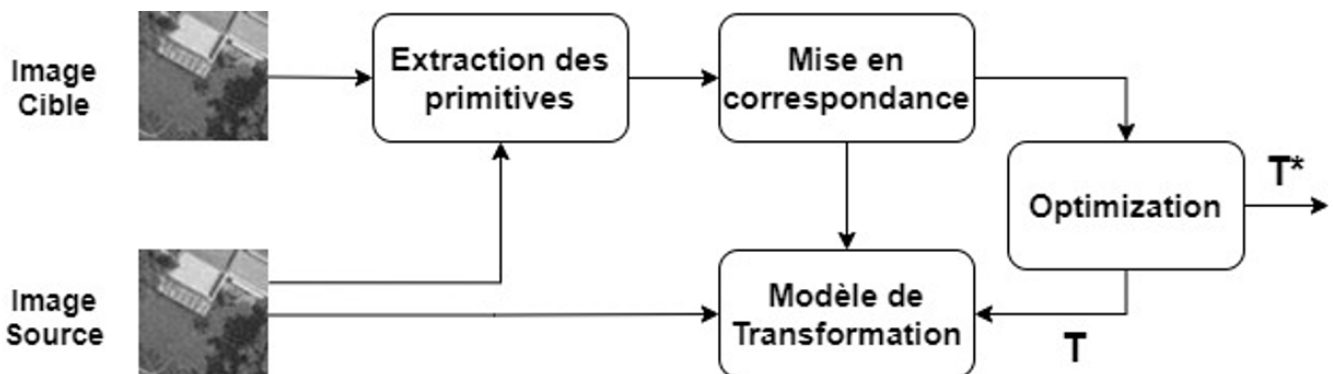 Image
Cible
Extraction des
primitives
Mise en
correspondance
Optimization
T*
Image
Source
Modèle de
Transformation
T